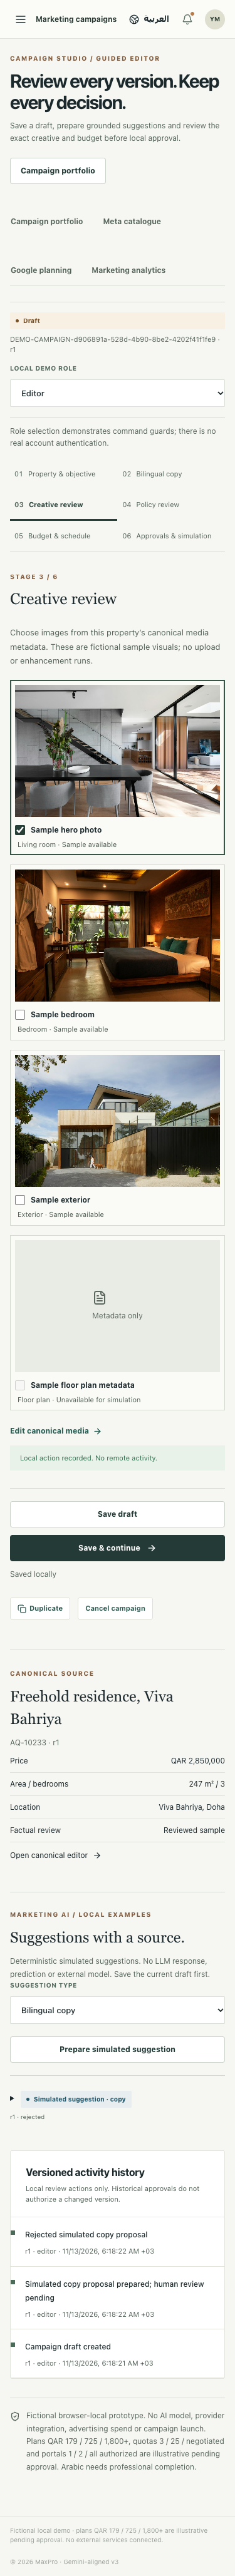 Marketing campaigns
العربية
YM
CAMPAIGN STUDIO / GUIDED EDITOR
Review every version. Keep
every decision.
Save a draft, prepare grounded suggestions and review the
exact creative and budget before local approval.
Campaign portfolio
Campaign portfolio Meta catalogue
Google planning Marketing analytics
Draft
DEMO-CAMPAIGN-d906891a-528d-4b90-8be2-4202f41f1fe9 ·
r1
LOCAL DEMO ROLE
Editor
Role selection demonstrates command guards; there is no
real account authentication.
01 Property & objective 02 Bilingual copy
03 Creative review 04 Policy review
05 Budget & schedule 06 Approvals & simulation
STAGE 3 / 6
Creative review
Choose images from this property's canonical media
metadata. These are fictional sample visuals; no upload
or enhancement runs.
Sample hero photo
Living room · Sample available
Sample bedroom
Bedroom · Sample available
Sample exterior
Exterior · Sample available
Metadata only
Sample floor plan metadata
Floor plan · Unavailable for simulation
Edit canonical media →
Local action recorded. No remote activity.
Save draft
Save & continue →
Saved locally
Duplicate Cancel campaign
CANONICAL SOURCE
Freehold residence, Viva
Bahriya
AQ-10233 · r1
Price QAR 2,850,000
Area / bedrooms 247 m² / 3
Location Viva Bahriya, Doha
Factual review Reviewed sample
Open canonical editor →
MARKETING AI / LOCAL EXAMPLES
Suggestions with a source.
Deterministic simulated suggestions. No LLM response,
prediction or external model. Save the current draft first.
SUGGESTION TYPE
Bilingual copy
Prepare simulated suggestion
Simulated suggestion · copy
r1 · rejected
Versioned activity history
Local review actions only. Historical approvals do not
authorize a changed version.
Rejected simulated copy proposal
r1 · editor · 11/13/2026, 6:18:22 AM +03
Simulated copy proposal prepared; human review
pending
r1 · editor · 11/13/2026, 6:18:22 AM +03
Campaign draft created
r1 · editor · 11/13/2026, 6:18:21 AM +03
Fictional browser-local prototype. No AI model, provider
integration, advertising spend or campaign launch.
Plans QAR 179 / 725 / 1,800+, quotas 3 / 25 / negotiated
and portals 1 / 2 / all authorized are illustrative pending
approval. Arabic needs professional completion.
Fictional local demo · plans QAR 179 / 725 / 1,800+ are illustrative
pending approval. No external services connected.
© 2026 MaxPro · Gemini-aligned v3